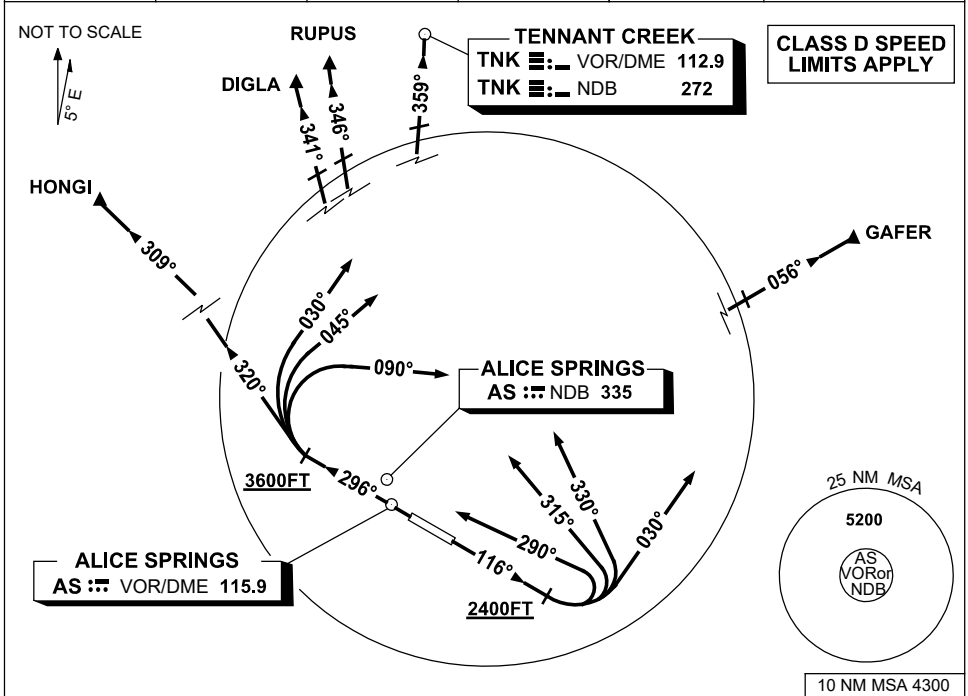 NOT TO SCALE
5° E
RUPUS
DIGLA
TENNANT CREEK
TNK VOR/DME 112.9
TNK NDB 272
CLASS D SPEED
LIMITS APPLY
359°
346°
341°
HONGI
309°
GAFER
056°
030°
045°
090°
320°
ALICE SPRINGS
AS NDB 335
3600FT
296°
330°
315°
030°
290°
116°
2400FT
ALICE SPRINGS
AS VOR/DME 115.9
25 NM MSA
5200
AS
VORor
NDB
10 NM MSA 4300